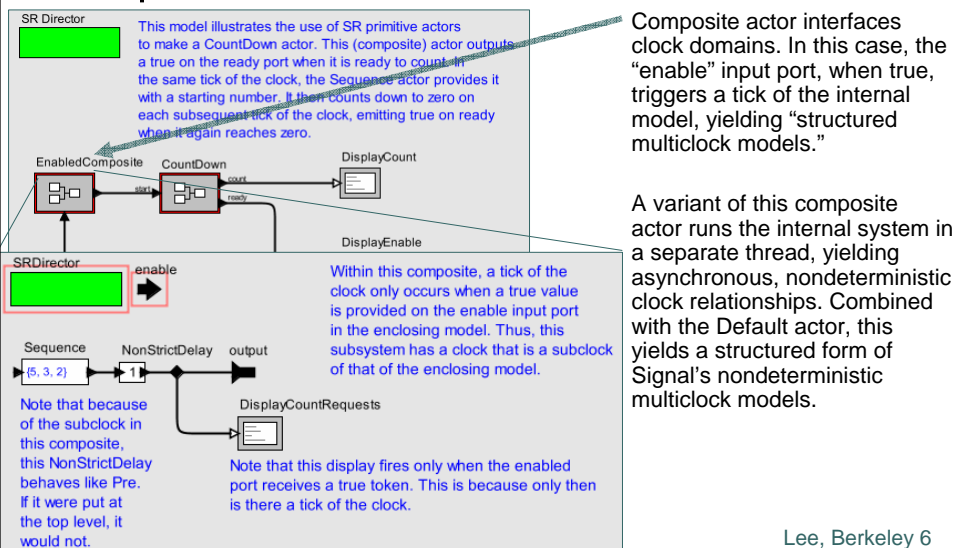 SR Director
This model illustrates the use of SR primitive actors
to make a CountDown actor. This (composite) actor outputs
a true on the ready port when it is ready to count. In
the same tick of the clock, the Sequence actor provides it
with a starting number. It then counts down to zero on
each subsequent tick of the clock, emitting true on ready
when it again reaches zero.
EnabledComposite
CountDown
DisplayCount
start
count
ready
DisplayEnable
SRDirector
enable
Within this composite, a tick of the
clock only occurs when a true value
is provided on the enable input port
in the enclosing model. Thus, this
subsystem has a clock that is a subclock
of that of the enclosing model.
Sequence
NonStrictDelay
output
{5, 3, 2}
1
DisplayCountRequests
Note that because
of the subclock in
this composite,
this NonStrictDelay
behaves like Pre.
If it were put at
the top level, it
would not.
Note that this display fires only when the enabled
port receives a true token. This is because only then
is there a tick of the clock.
Composite actor interfaces
clock domains. In this case, the
“enable” input port, when true,
triggers a tick of the internal
model, yielding “structured
multiclock models.”
A variant of this composite
actor runs the internal system in
a separate thread, yielding
asynchronous, nondeterministic
clock relationships. Combined
with the Default actor, this
yields a structured form of
Signal’s nondeterministic
multiclock models.
Lee, Berkeley 6